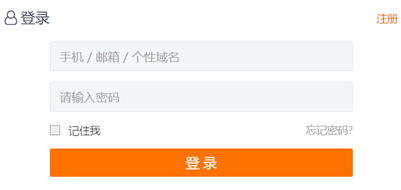 登录 注册
手机 / 邮箱 / 个性域名
请输入密码
记住我 忘记密码?
登录